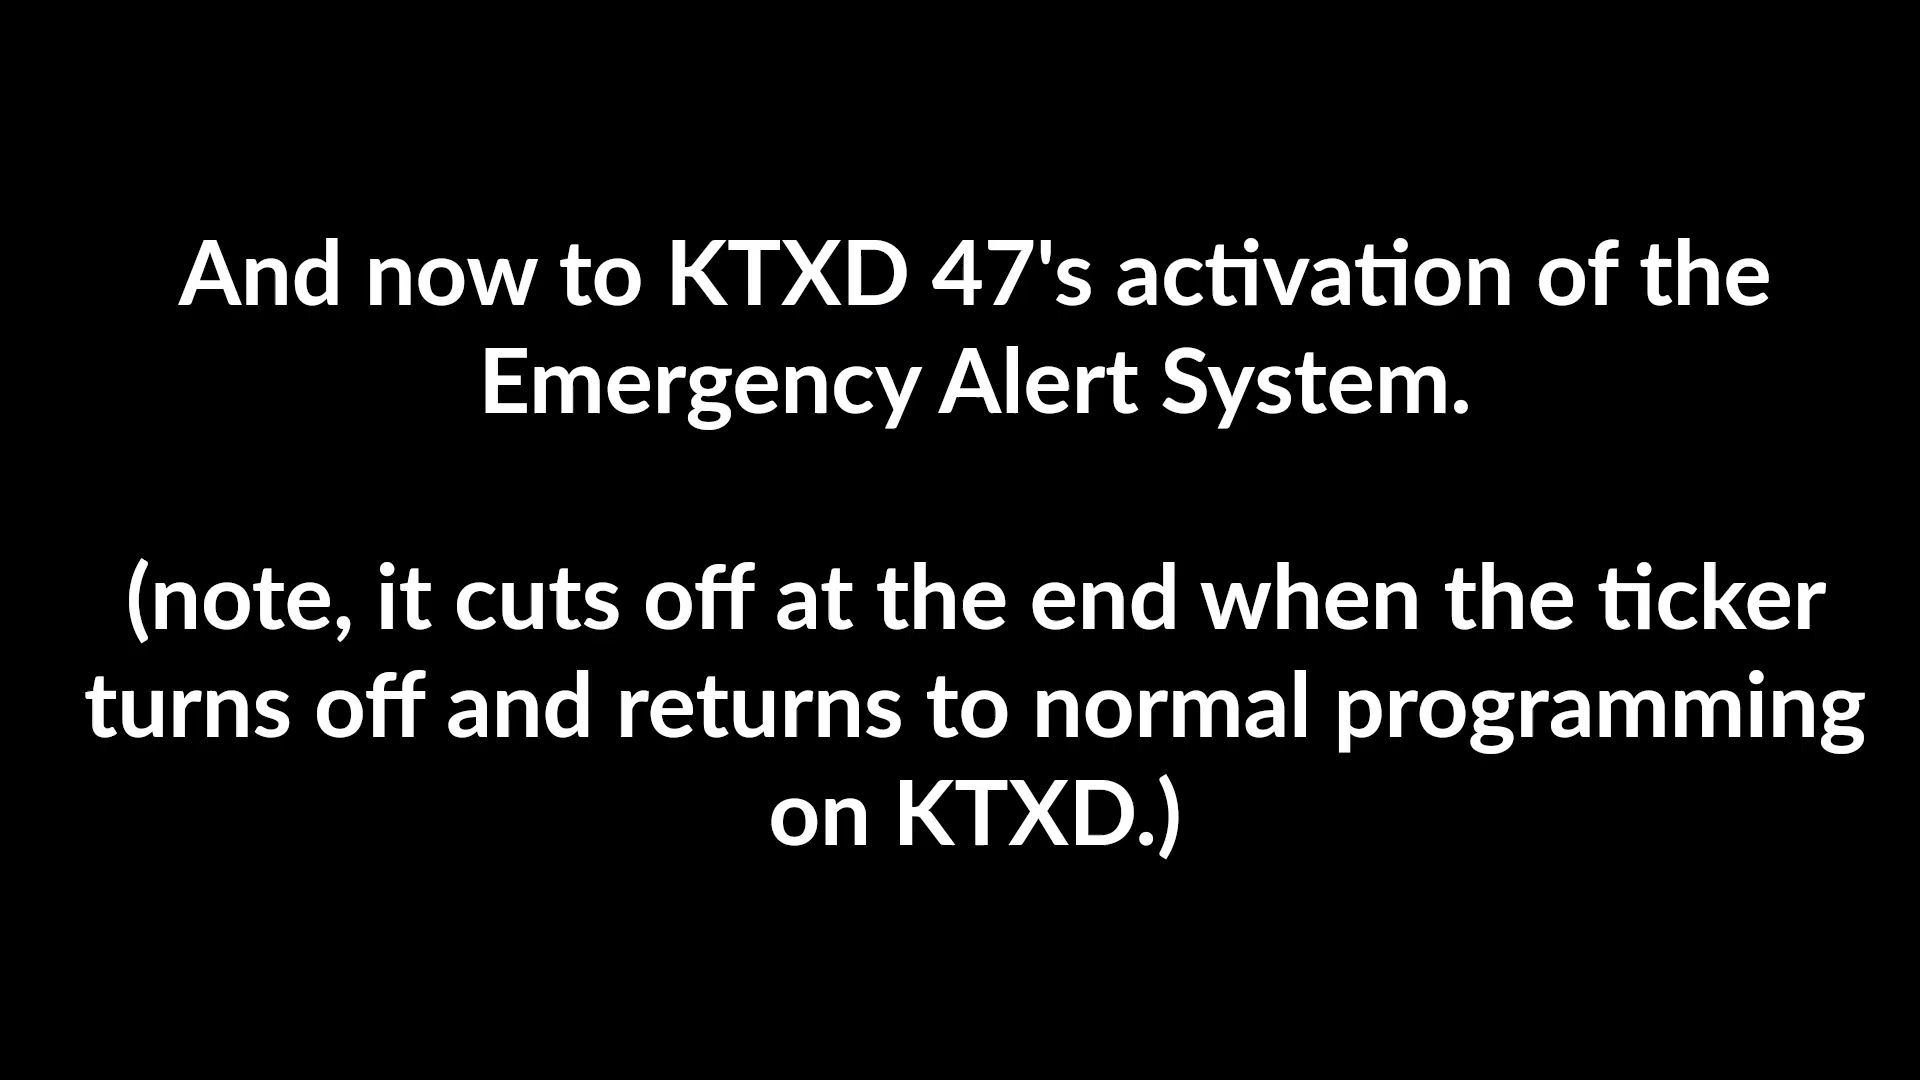 And now to KTXD 47's activation of the
Emergency Alert System.
(note, it cuts off at the end when the ticker
turns off and returns to normal programming
on KTXD.)